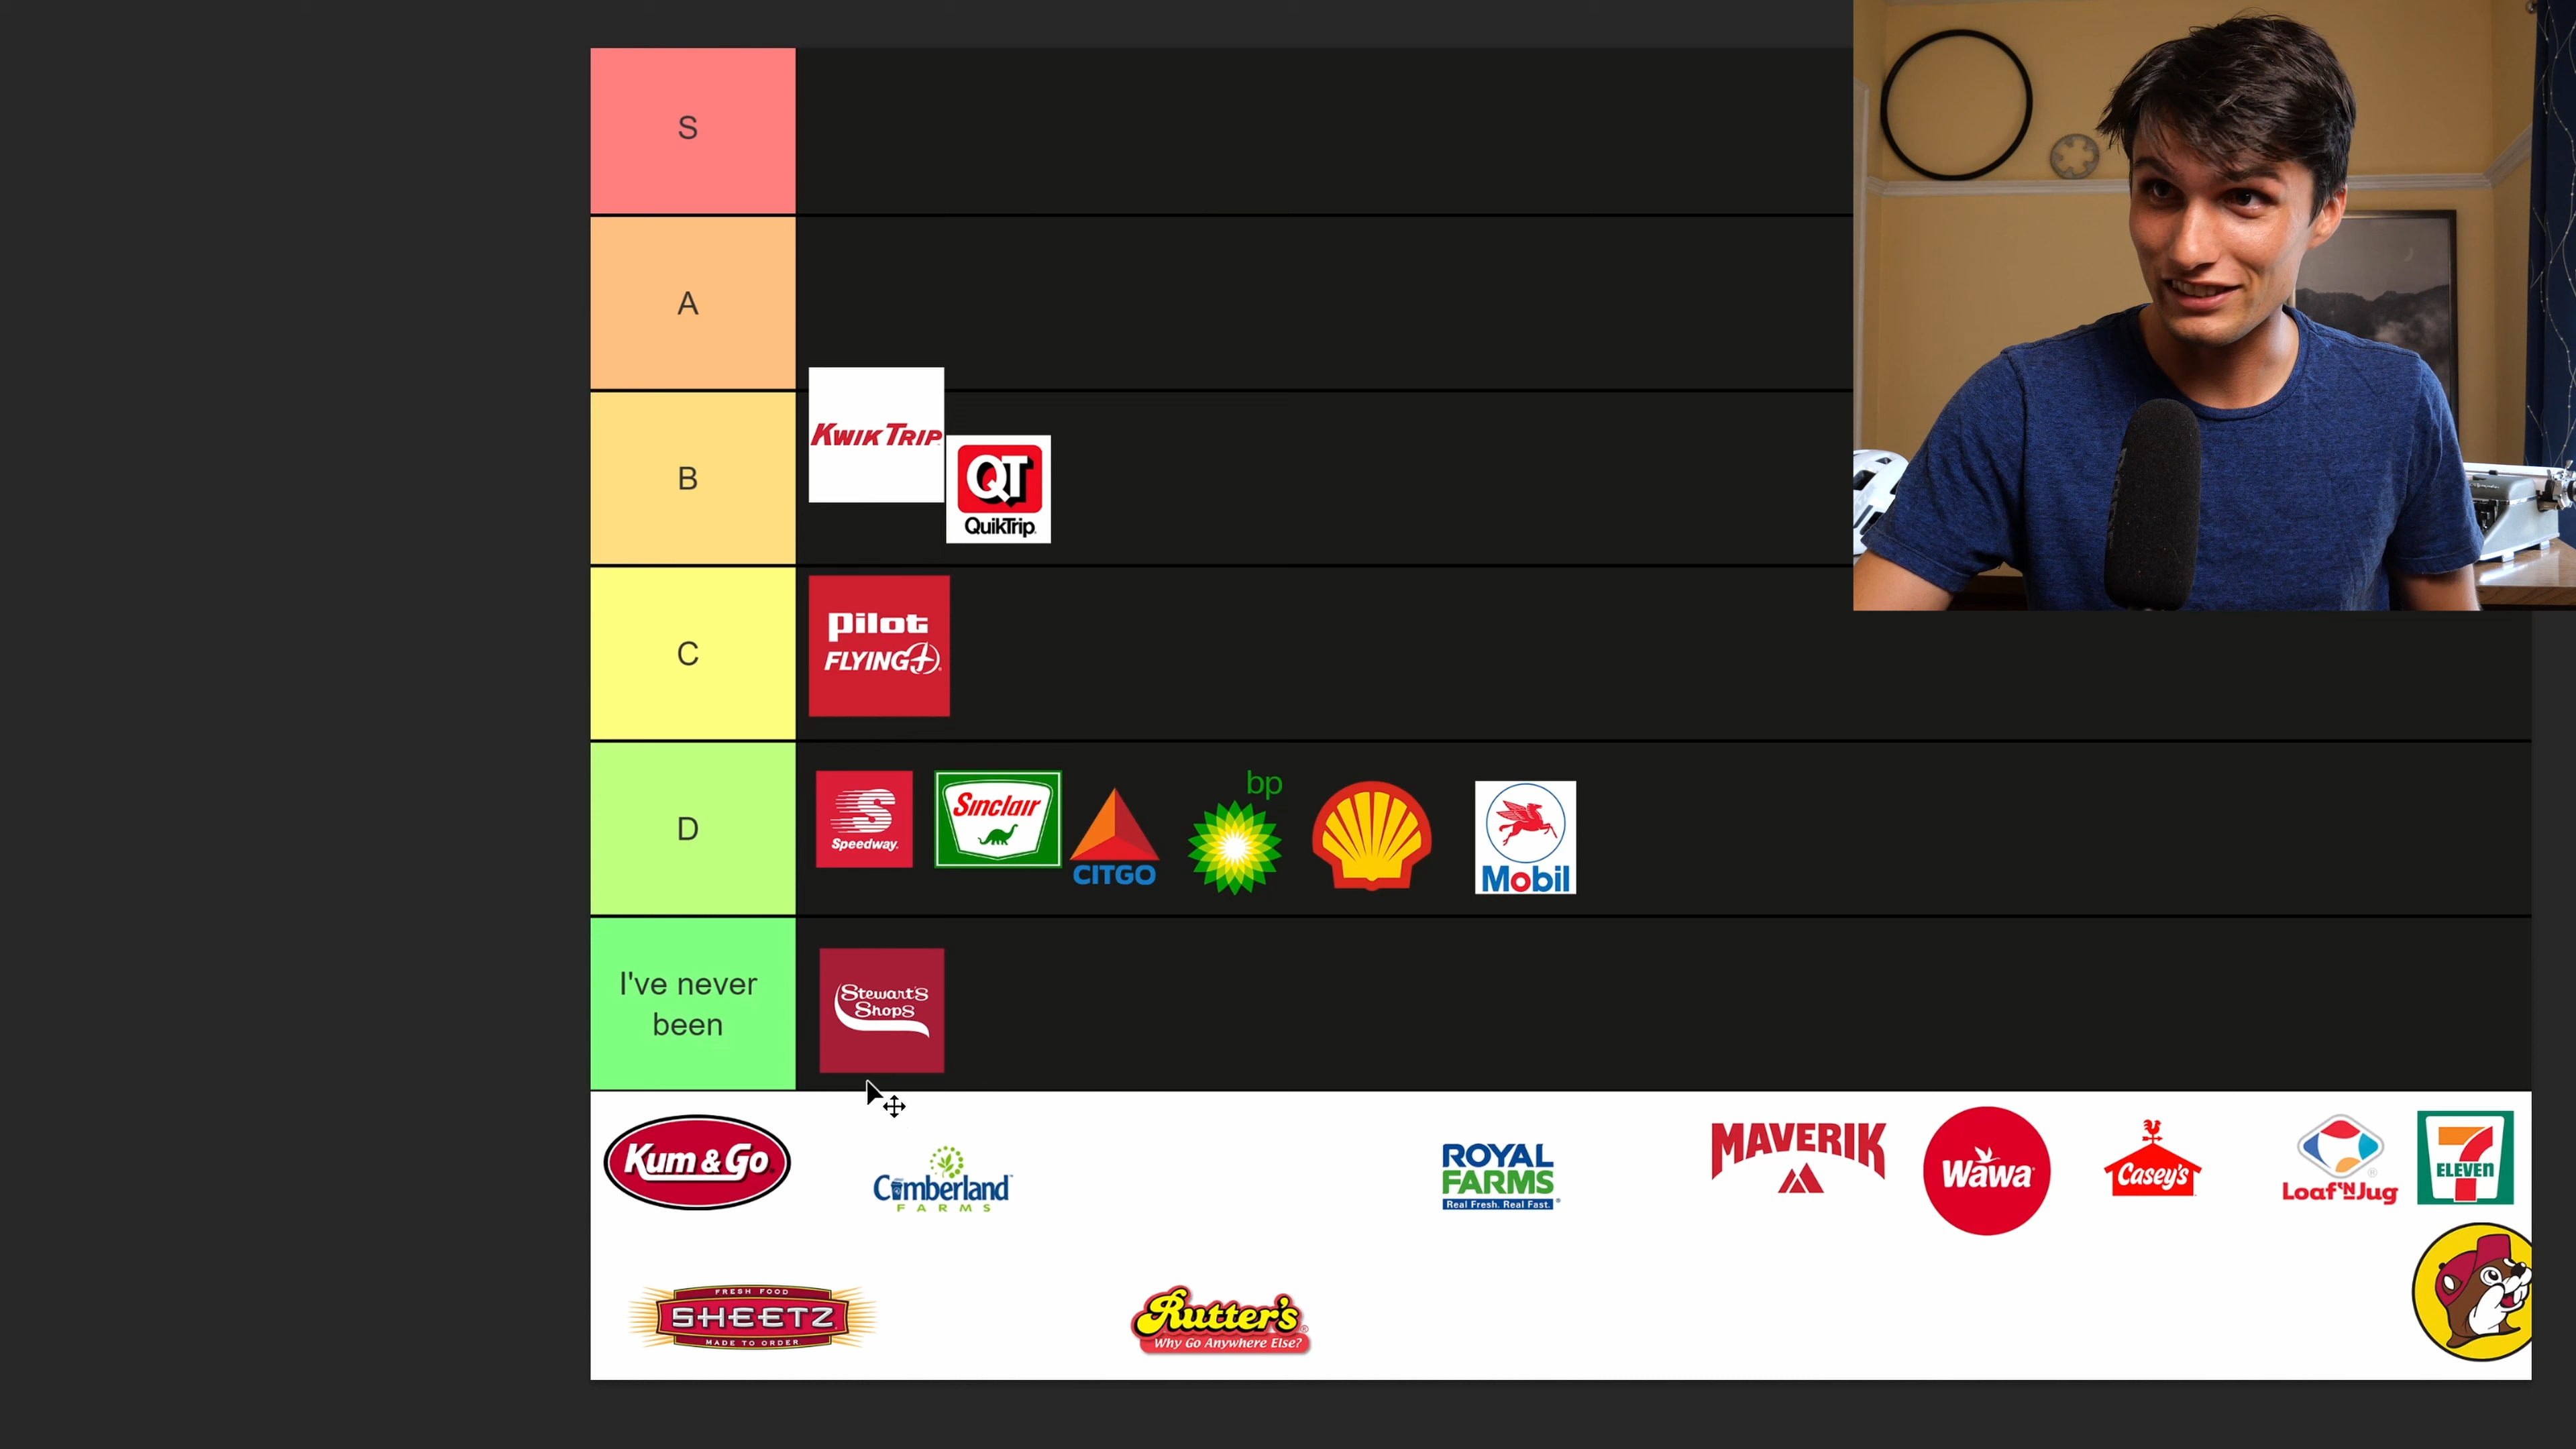 S
A
B
KWIK TRIP
QT
QuikTrip
C
Pilot
FLYING J
D
S
Speedway.
Sinclair
CITGO
bp
Mobil
I've never
been
Stewart's
Shops
Kum & Go
Cumberland
FARMS
ROYAL
FARMS
Real Fresh. Real Fast.
MAVERIK
Wawa
Casey's
Loaf 'N Jug
7
ELEVEN
FRESH FOOD
SHEETZ
MADE TO ORDER
Rutter's
Why Go Anywhere Else?